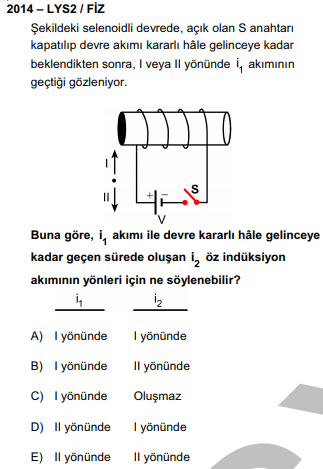 2014 – LYS2 / FİZ
Şekildeki selenoidli devrede, açık olan S anahtarı
kapatılıp devre akımı kararlı hâle gelinceye kadar
beklendikten sonra, I veya II yönünde i₁ akımının
geçtiği gözleniyor.
I
II
+ –
S
V
Buna göre, i₁ akımı ile devre kararlı hâle gelinceye
kadar geçen sürede oluşan i₂ öz indüksiyon
akımının yönleri için ne söylenebilir?
i₁ i₂
A) I yönünde I yönünde
B) I yönünde II yönünde
C) I yönünde Oluşmaz
D) II yönünde I yönünde
E) II yönünde II yönünde